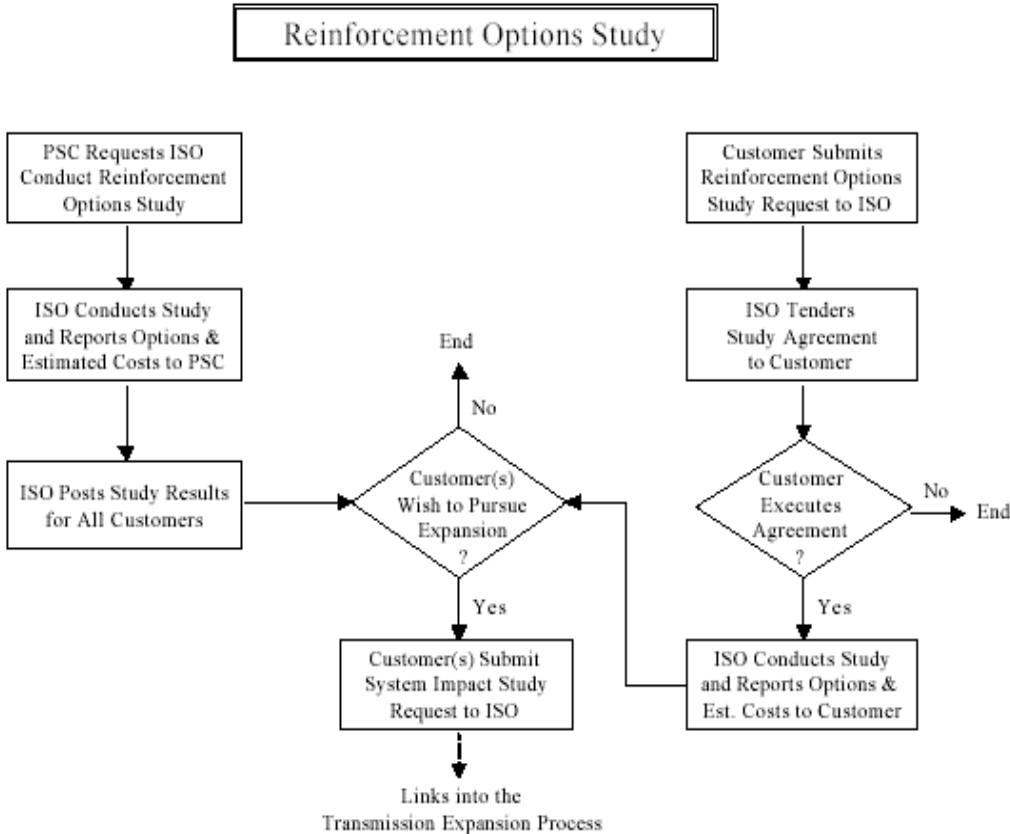 Reinforcement Options Study
PSC Requests ISO
Conduct Reinforcement
Options Study
ISO Conducts Study
and Reports Options &
Estimated Costs to PSC
ISO Posts Study Results
for All Customers
End
No
Customer(s)
Wish to Pursue
Expansion
?
Yes
Customer(s) Submit
System Impact Study
Request to ISO
Links into the
Transmission Expansion Process
Customer Submits
Reinforcement Options
Study Request to ISO
ISO Tenders
Study Agreement
to Customer
Customer
Executes
Agreement
?
No
End
Yes
ISO Conducts Study
and Reports Options &
Est. Costs to Customer